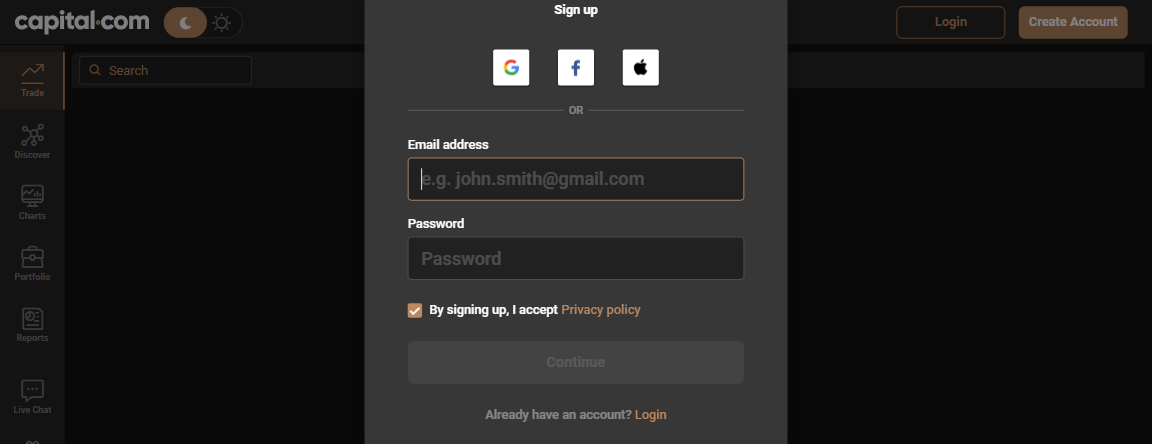 Sign up
capital.com
Login
Create Account
Search
Trade
Discover
Charts
Portfolio
Reports
Live Chat
OR
Email address
e.g. john.smith@gmail.com
Password
Password
By signing up, I accept Privacy policy
Continue
Already have an account? Login